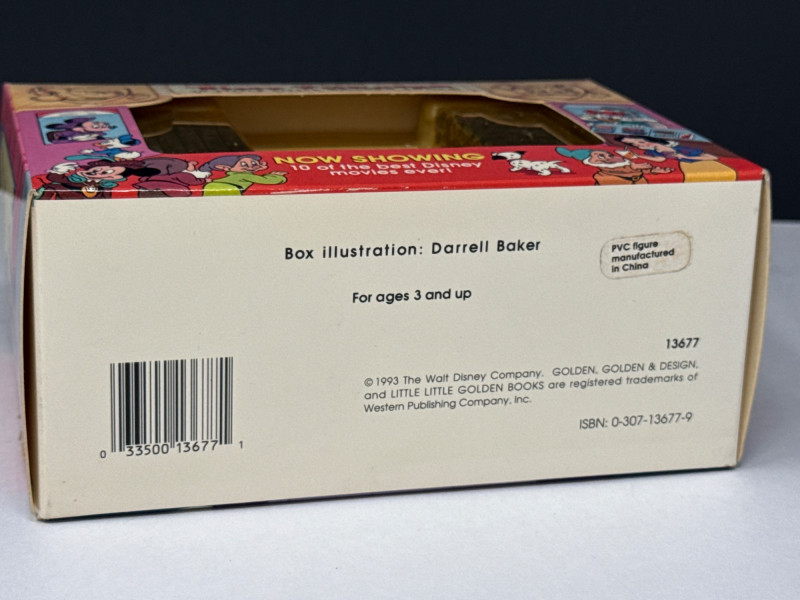 NOW SHOWING
10 of the best Disney
movies ever!
Box illustration: Darrell Baker
PVC figure
manufactured
in China
For ages 3 and up
13677
©1993 The Walt Disney Company. GOLDEN, GOLDEN & DESIGN,
and LITTLE LITTLE GOLDEN BOOKS are registered trademarks of
Western Publishing Company, Inc.
ISBN: 0-307-13677-9
0 33500 13677 1